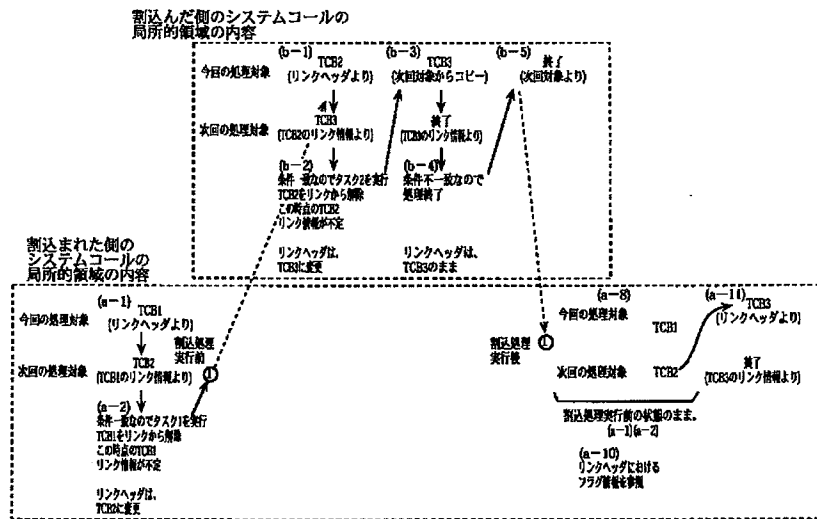 割込んだ側のシステムコールの
局所的領域の内容
(b-1)
(b-3)
(b-5)
今回の処理対象
TCB2
(リンクヘッダより)
TCB3
(次回対象からコピー)
終了
(次回対象より)
次回の処理対象
TCB3
(TCB2のリンク情報より)
終了
(TCB3のリンク情報より)
(b-2)
条件一致なのでタスク2を実行
TCB2をリンクから削除
この時点のTCB2
リンク情報が不定
リンクヘッダは、
TCB3に変更
(b-4)
条件不一致なので
処理終了
リンクヘッダは、
TCB3のまま
割込まれた側の
システムコールの
局所的領域の内容
(a-1)
今回の処理対象
TCB1
(リンクヘッダより)
次回の処理対象
TCB2
(TCB1のリンク情報より)
(a-2)
条件一致なのでタスク1を実行
TCB1をリンクから削除
この時点のTCB1
リンク情報が不定
リンクヘッダは、
TCB2に変更
割込処理
実行前
①
割込処理
実行後
①
(a-8)
今回の処理対象
TCB1
次回の処理対象
TCB2
(a-11)
TCB3
(リンクヘッダより)
終了
(TCB3のリンク情報より)
割込処理実行前の状態のまま。
(a-1)(a-2)
(a-10)
リンクヘッダにおける
フラグ情報を参照